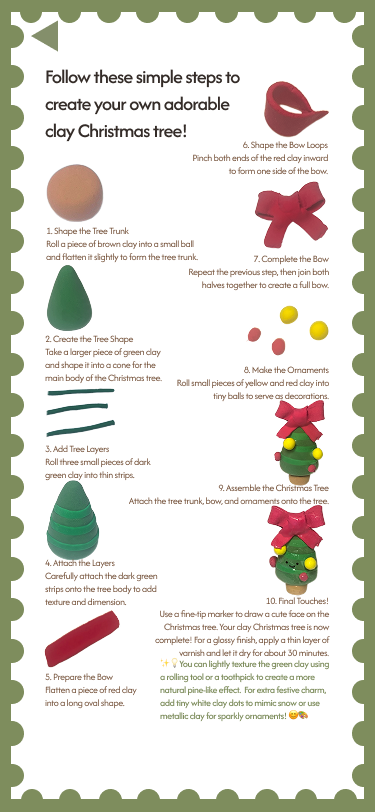 Follow these simple steps to
create your own adorable
clay Christmas tree!
1. Shape the Tree Trunk
Roll a piece of brown clay into a small ball
and flatten it slightly to form the tree trunk.
2. Create the Tree Shape
Take a larger piece of green clay
and shape it into a cone for the
main body of the Christmas tree.
3. Add Tree Layers
Roll three small pieces of dark
green clay into thin strips.
4. Attach the Layers
Carefully attach the dark green
strips onto the tree body to add
texture and dimension.
5. Prepare the Bow
Flatten a piece of red clay
into a long oval shape.
6. Shape the Bow Loops
Pinch both ends of the red clay inward
to form one side of the bow.
7. Complete the Bow
Repeat the previous step, then join both
halves together to create a full bow.
8. Make the Ornaments
Roll small pieces of yellow and red clay into
tiny balls to serve as decorations.
9. Assemble the Christmas Tree
Attach the tree trunk, bow, and ornaments onto the tree.
10. Final Touches!
Use a fine-tip marker to draw a cute face on the
Christmas tree. Your clay Christmas tree is now
complete! For a glossy finish, apply a thin layer of
varnish and let it dry for about 30 minutes.
✨💡You can lightly texture the green clay using
a rolling tool or a toothpick to create a more
natural pine-like effect. For extra festive charm,
add tiny white clay dots to mimic snow or use
metallic clay for sparkly ornaments! 😊🎨